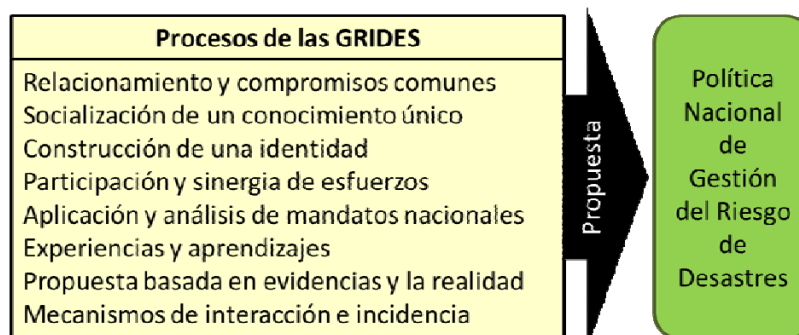 Procesos de las GRIDES
Relacionamiento y compromisos comunes
Socialización de un conocimiento único
Construcción de una identidad
Participación y sinergia de esfuerzos
Aplicación y análisis de mandatos nacionales
Experiencias y aprendizajes
Propuesta basada en evidencias y la realidad
Mecanismos de interacción e incidencia
Propuesta
Política
Nacional
de
Gestión
del Riesgo
de
Desastres